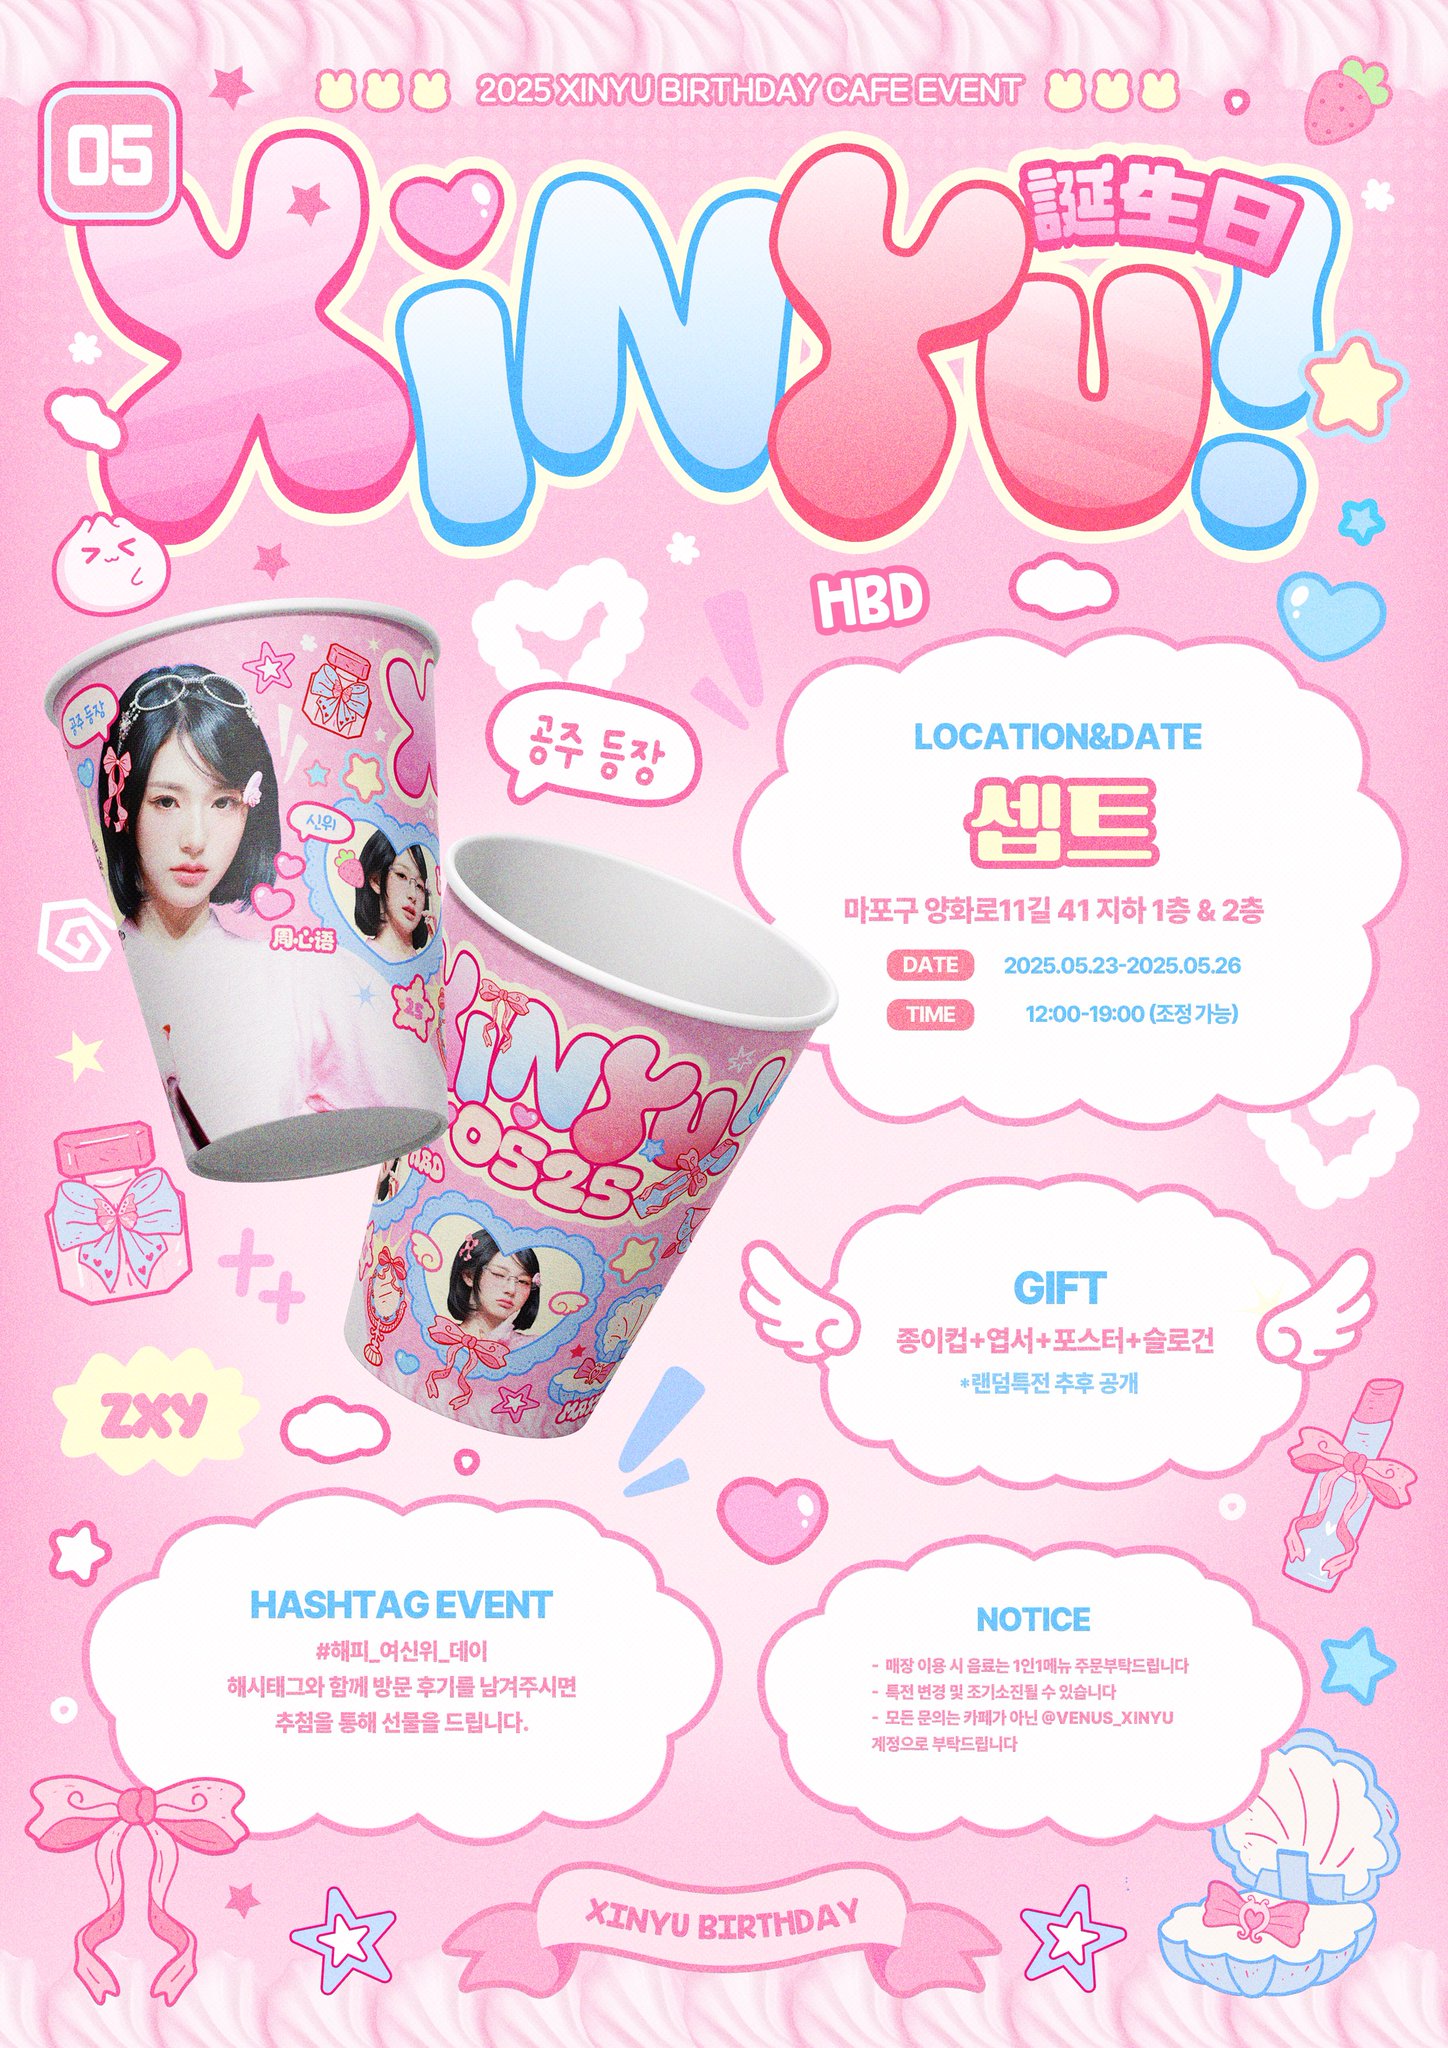 2025 XINYU BIRTHDAY CAFE EVENT
05
XiNYU!
誕生日
HBD
공주 등장
공주 등장
신위
周心语
25
XiNYU!
0525
HBD
LOCATION&DATE
셉트
마포구 양화로11길 41 지하 1층 & 2층
DATE 2025.05.23-2025.05.26
TIME 12:00-19:00 (조정 가능)
GIFT
종이컵+엽서+포스터+슬로건
*랜덤특전 추후 공개
ZXY
HASHTAG EVENT
#해피_여신위_데이
해시태그와 함께 방문 후기를 남겨주시면
추첨을 통해 선물을 드립니다.
NOTICE
- 매장 이용 시 음료는 1인1메뉴 주문부탁드립니다
- 특전 변경 및 조기소진될 수 있습니다
- 모든 문의는 카페가 아닌 @VENUS_XINYU
계정으로 부탁드립니다
XINYU BIRTHDAY